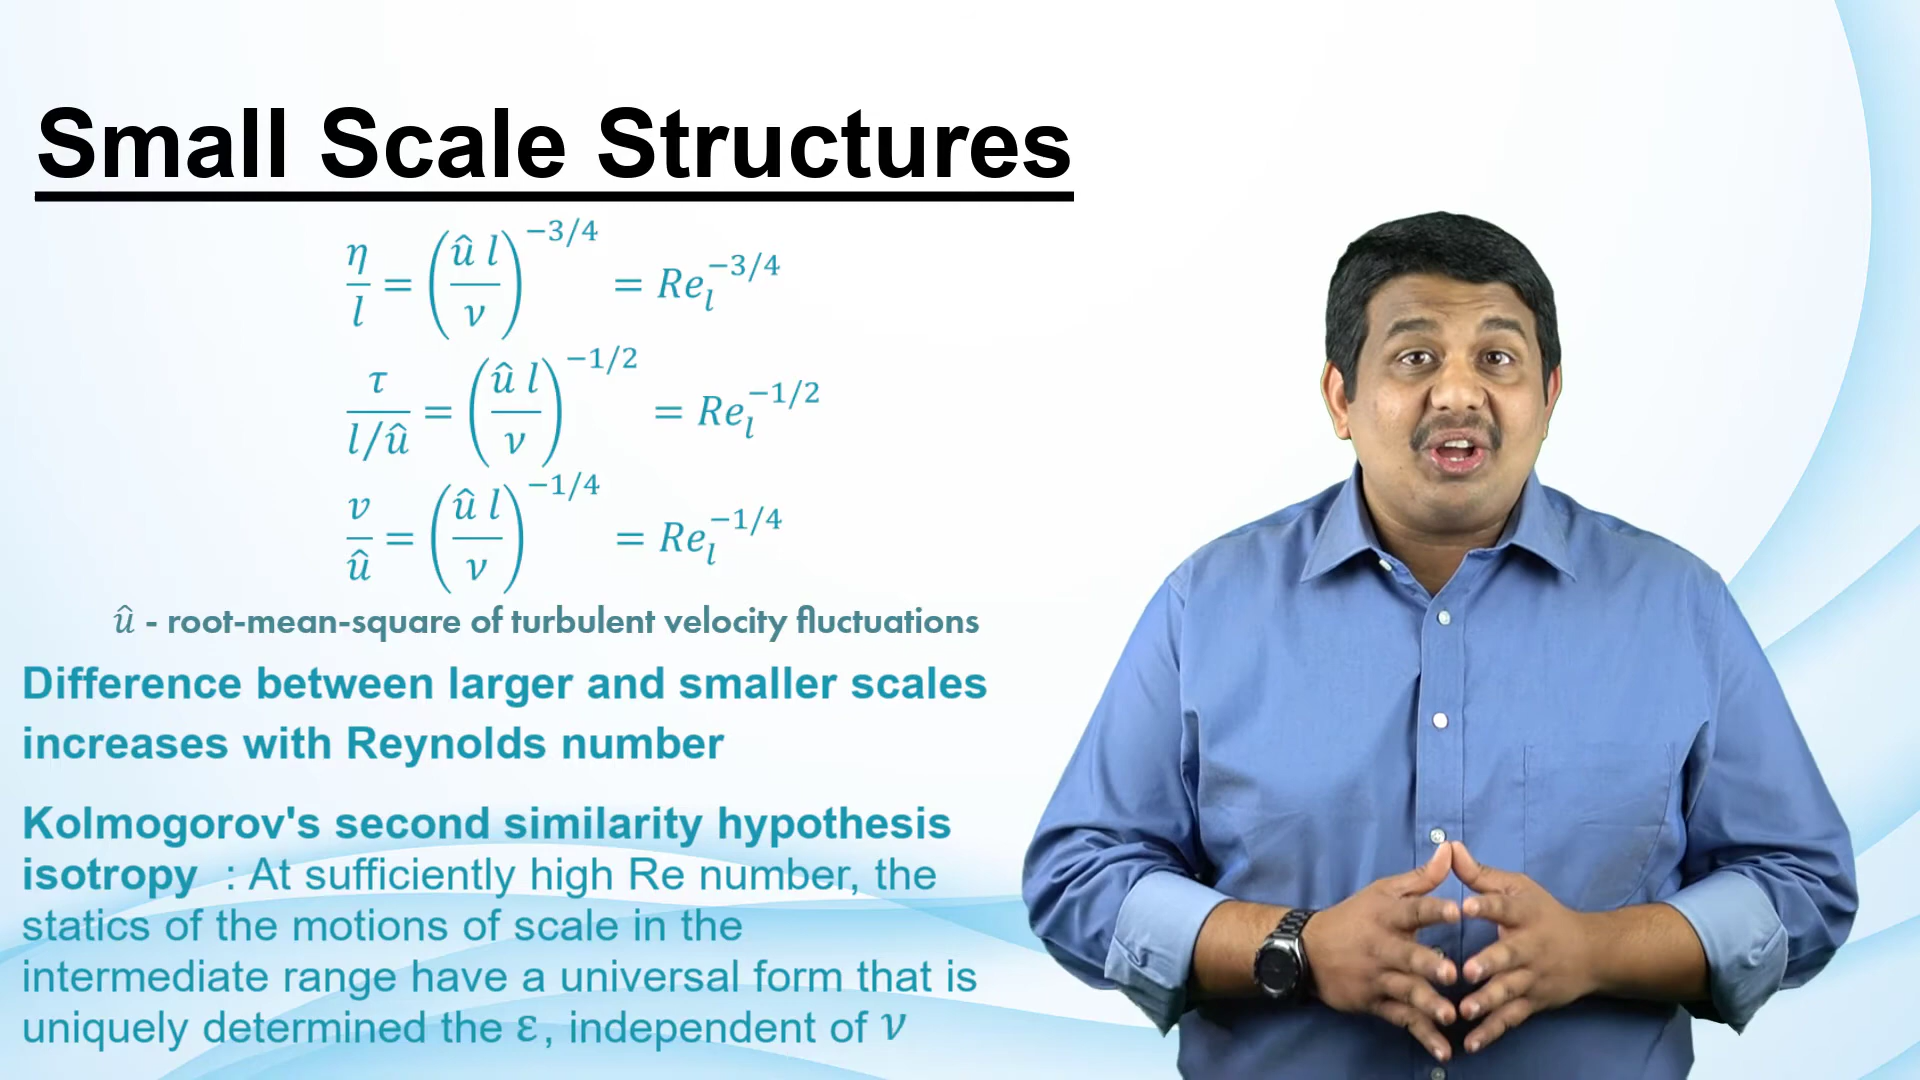 Small Scale Structures
η/l = (û l/ν)^−3/4 = Re_l^−3/4
τ/(l/û) = (û l/ν)^−1/2 = Re_l^−1/2
v/û = (û l/ν)^−1/4 = Re_l^−1/4
û - root-mean-square of turbulent velocity fluctuations
Difference between larger and smaller scales
increases with Reynolds number
Kolmogorov's second similarity hypothesis
isotropy : At sufficiently high Re number, the
statics of the motions of scale in the
intermediate range have a universal form that is
uniquely determined the ε, independent of ν